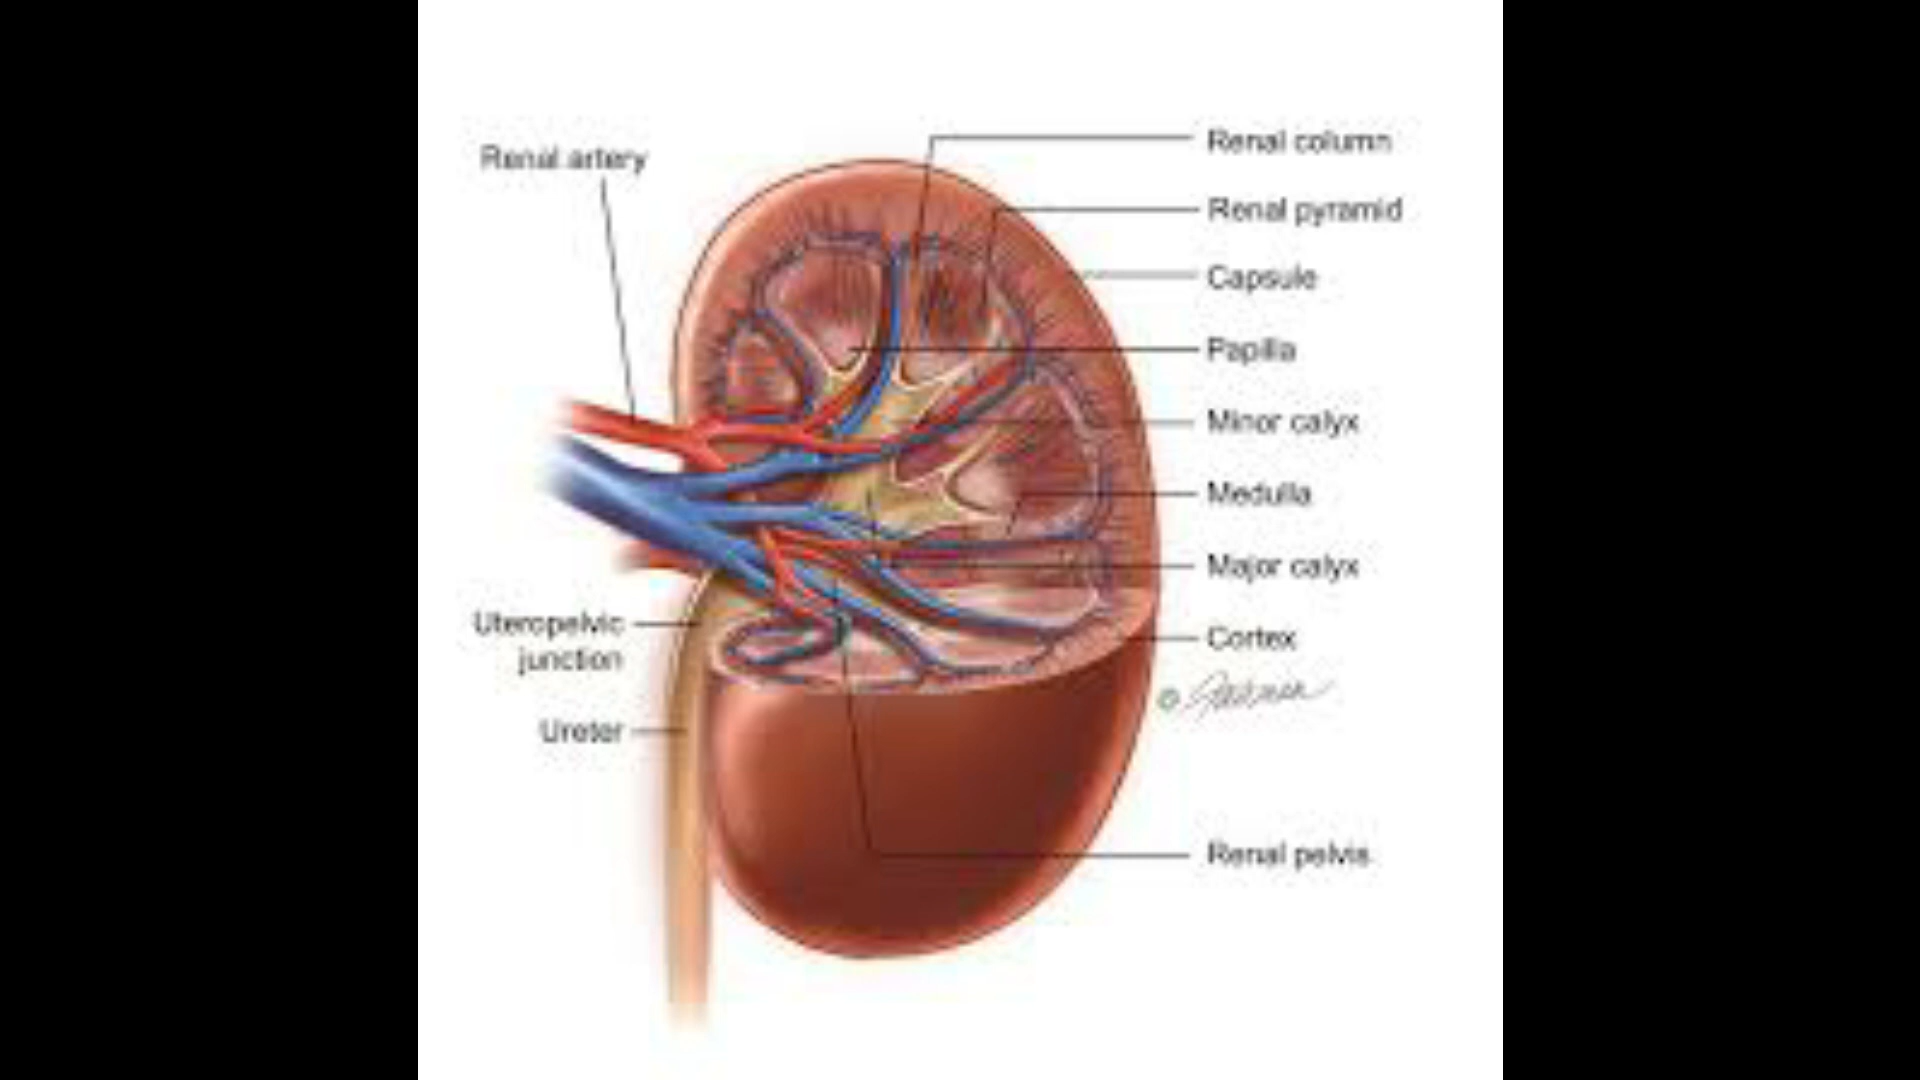 Renal artery
Renal column
Renal pyramid
Capsule
Papilla
Minor calyx
Medulla
Major calyx
Uteropelvic
junction
Cortex
©
Ureter
Renal pelvis